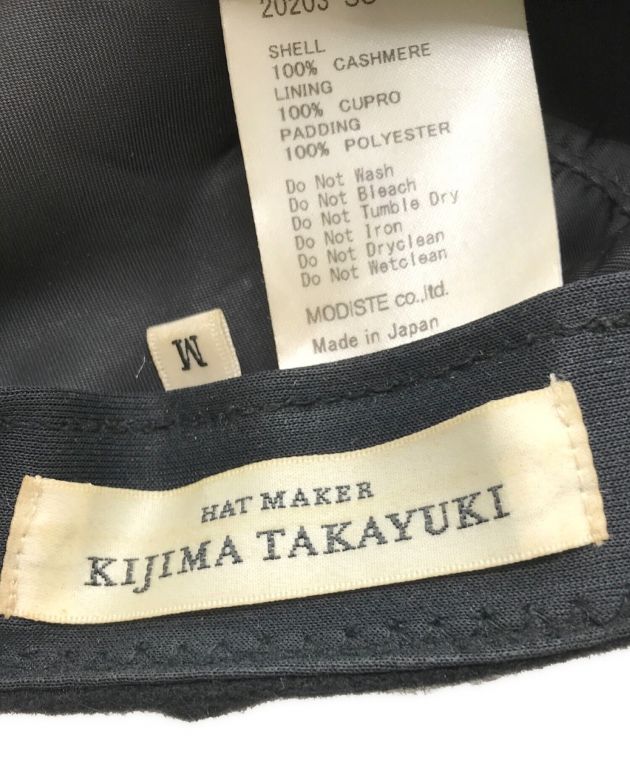 20203
SHELL
100% CASHMERE
LINING
100% CUPRO
PADDING
100% POLYESTER
Do Not Wash
Do Not Bleach
Do Not Tumble Dry
Do Not Iron
Do Not Dryclean
Do Not Wetclean
MODISTE co.,ltd.
Made in Japan
M
HAT MAKER
KIJIMA TAKAYUKI